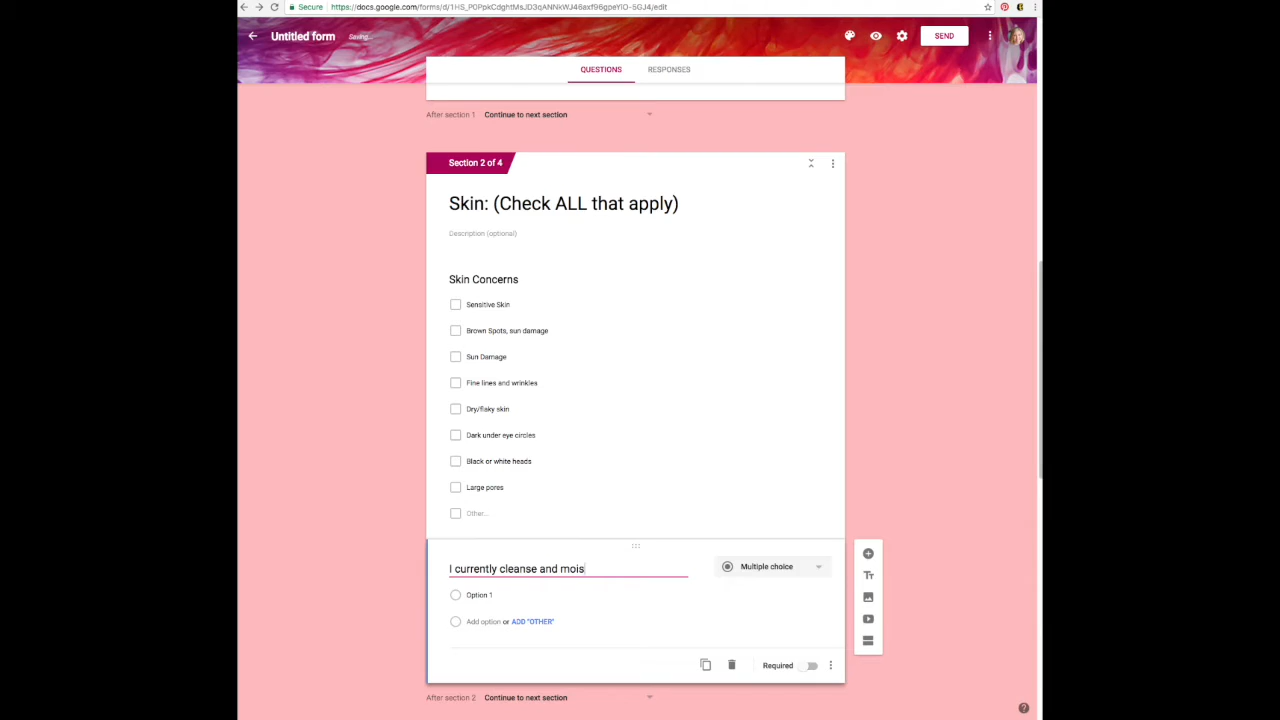 Secure https://docs.google.com/forms/d/1HS_P0PpkCdghtMsJD3qANNkWJ46axf96gpeYlO-5GJ4/edit
Untitled form Saving... SEND
QUESTIONS RESPONSES
After section 1 Continue to next section
Section 2 of 4
Skin: (Check ALL that apply)
Description (optional)
Skin Concerns
Sensitive Skin
Brown Spots, sun damage
Sun Damage
Fine lines and wrinkles
Dry/flaky skin
Dark under eye circles
Black or white heads
Large pores
Other...
I currently cleanse and mois Multiple choice
Option 1
Add option or ADD "OTHER"
Required
After section 2 Continue to next section